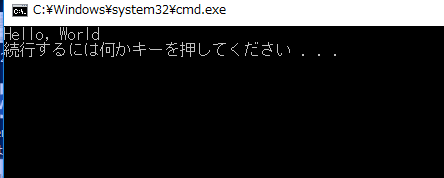 C:¥Windows¥system32¥cmd.exe
Hello, World
続行するには何かキーを押してください . . .